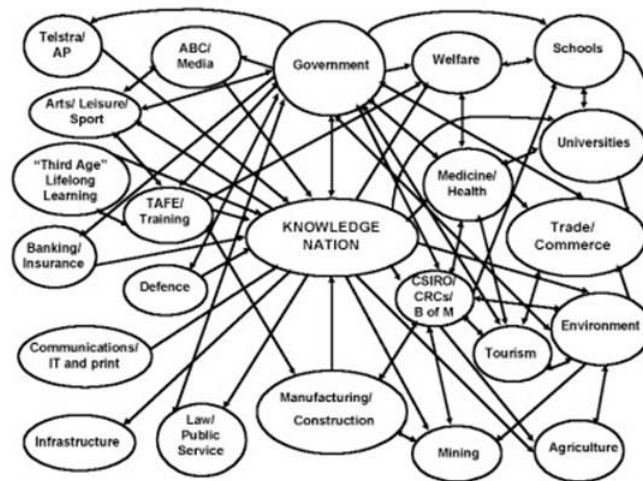 Telstra/
AP
ABC/
Media
Government
Welfare
Schools
Arts/ Leisure/
Sport
Universities
"Third Age"
Lifelong
Learning
TAFE/
Training
Medicine/
Health
KNOWLEDGE
NATION
Trade/
Commerce
Banking/
Insurance
Defence
CSIRO/
CRCs/
B of M
Environment
Tourism
Communications/
IT and print
Manufacturing/
Construction
Infrastructure
Law/
Public
Service
Mining
Agriculture